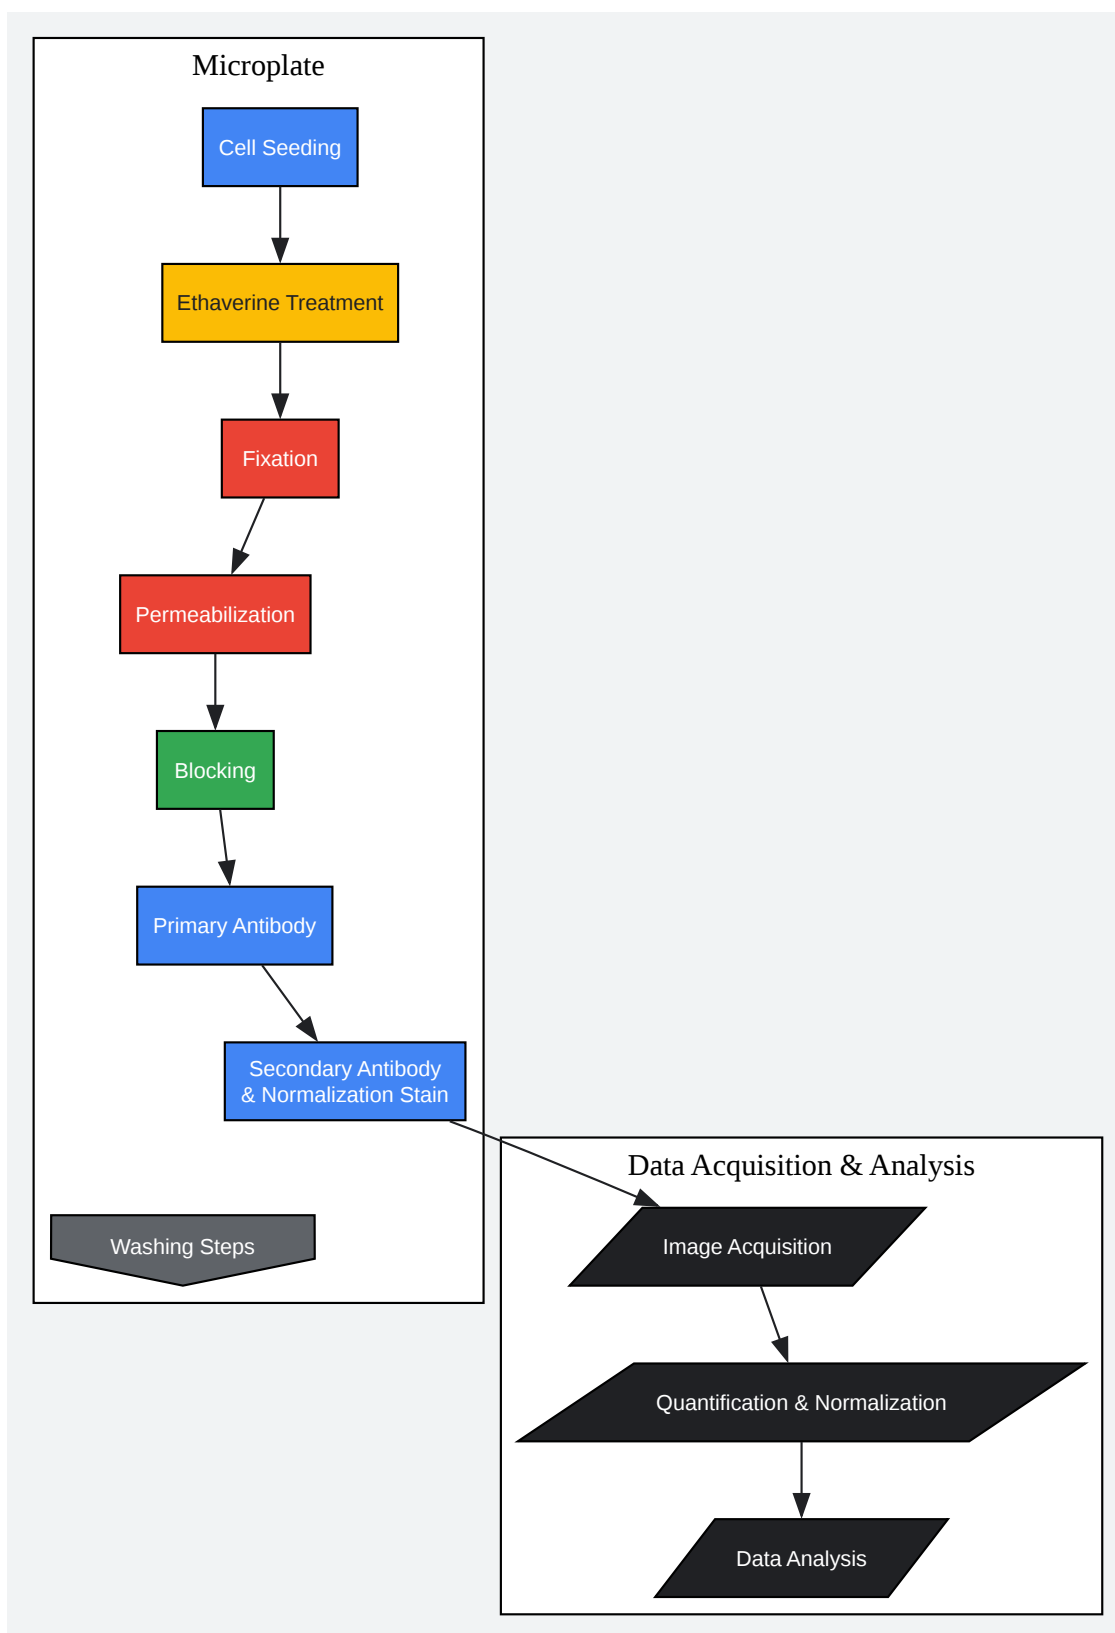 Microplate
Cell Seeding
Ethaverine Treatment
Fixation
Permeabilization
Blocking
Primary Antibody
Secondary Antibody
& Normalization Stain
Washing Steps
Data Acquisition & Analysis
Image Acquisition
Quantification & Normalization
Data Analysis